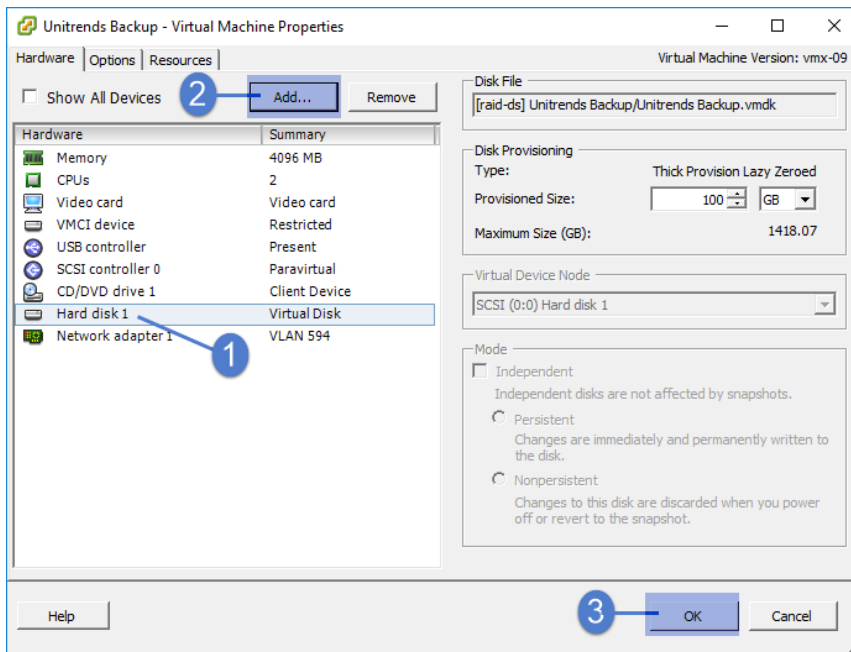 Unitrends Backup - Virtual Machine Properties
Hardware Options Resources
Virtual Machine Version: vmx-09
Show All Devices
2
Add...
Remove
Hardware Summary
Memory 4096 MB
CPUs 2
Video card Video card
VMCI device Restricted
USB controller Present
SCSI controller 0 Paravirtual
CD/DVD drive 1 Client Device
Hard disk 1 Virtual Disk
Network adapter 1 VLAN 594
1
Disk File
[raid-ds] Unitrends Backup/Unitrends Backup.vmdk
Disk Provisioning
Type: Thick Provision Lazy Zeroed
Provisioned Size: 100 GB
Maximum Size (GB): 1418.07
Virtual Device Node
SCSI (0:0) Hard disk 1
Mode
Independent
Independent disks are not affected by snapshots.
Persistent
Changes are immediately and permanently written to
the disk.
Nonpersistent
Changes to this disk are discarded when you power
off or revert to the snapshot.
Help
3
OK
Cancel